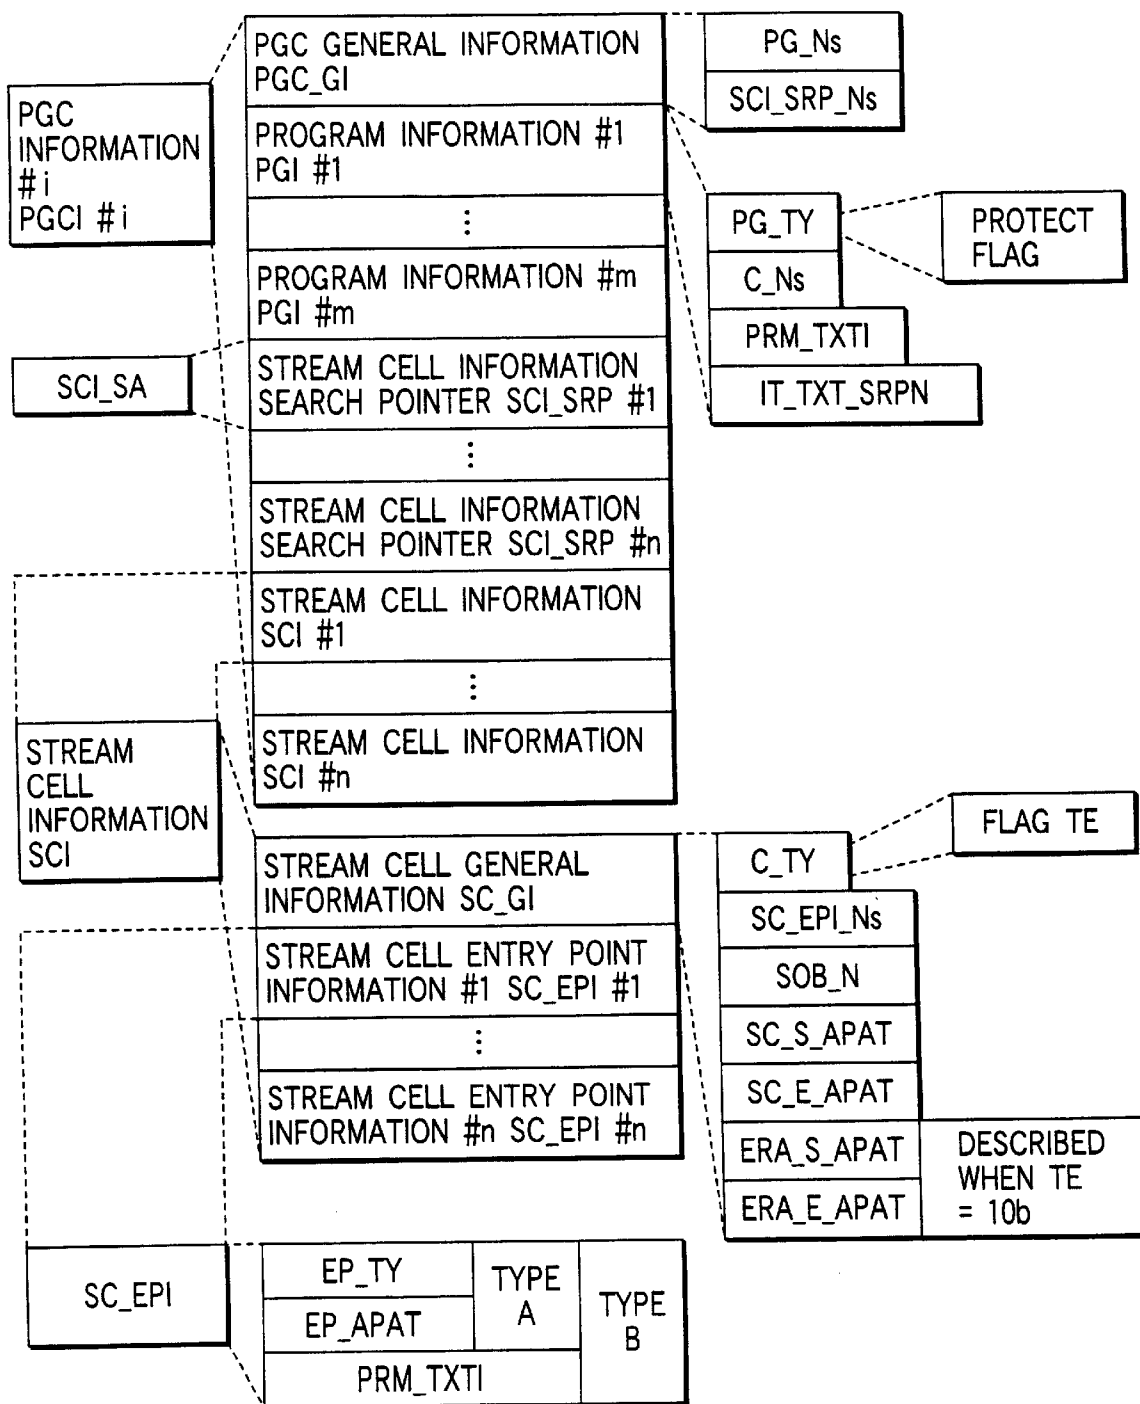 PGC
INFORMATION
#i
PGCI #i
PGC GENERAL INFORMATION
PGC_GI
PROGRAM INFORMATION #1
PGI #1
⋮
PROGRAM INFORMATION #m
PGI #m
STREAM CELL INFORMATION
SEARCH POINTER SCI_SRP #1
⋮
STREAM CELL INFORMATION
SEARCH POINTER SCI_SRP #n
STREAM CELL INFORMATION
SCI #1
⋮
STREAM CELL INFORMATION
SCI #n
PG_Ns
SCI_SRP_Ns
PG_TY
C_Ns
PRM_TXTI
IT_TXT_SRPN
PROTECT
FLAG
SCI_SA
STREAM
CELL
INFORMATION
SCI
STREAM CELL GENERAL
INFORMATION SC_GI
STREAM CELL ENTRY POINT
INFORMATION #1 SC_EPI #1
⋮
STREAM CELL ENTRY POINT
INFORMATION #n SC_EPI #n
C_TY
SC_EPI_Ns
SOB_N
SC_S_APAT
SC_E_APAT
ERA_S_APAT
ERA_E_APAT
DESCRIBED
WHEN TE
= 10b
FLAG TE
SC_EPI
EP_TY
EP_APAT
PRM_TXTI
TYPE
A
TYPE
B